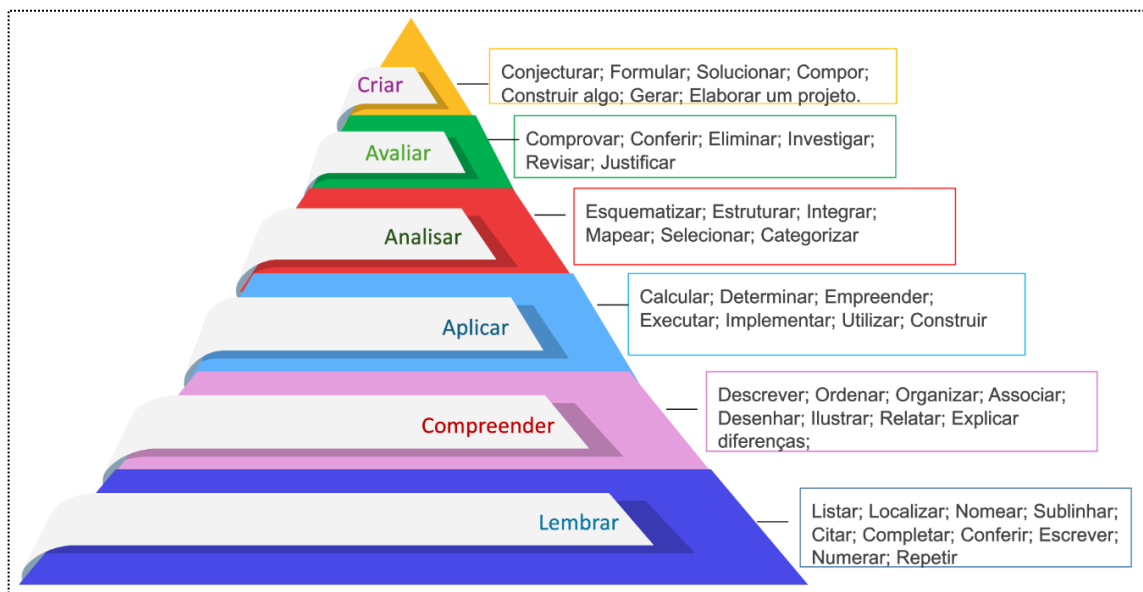 Criar
Conjecturar; Formular; Solucionar; Compor;
Construir algo; Gerar; Elaborar um projeto.
Avaliar
Comprovar; Conferir; Eliminar; Investigar;
Revisar; Justificar
Analisar
Esquematizar; Estruturar; Integrar;
Mapear; Selecionar; Categorizar
Aplicar
Calcular; Determinar; Empreender;
Executar; Implementar; Utilizar; Construir
Compreender
Descrever; Ordenar; Organizar; Associar;
Desenhar; Ilustrar; Relatar; Explicar
diferenças;
Lembrar
Listar; Localizar; Nomear; Sublinhar;
Citar; Completar; Conferir; Escrever;
Numerar; Repetir